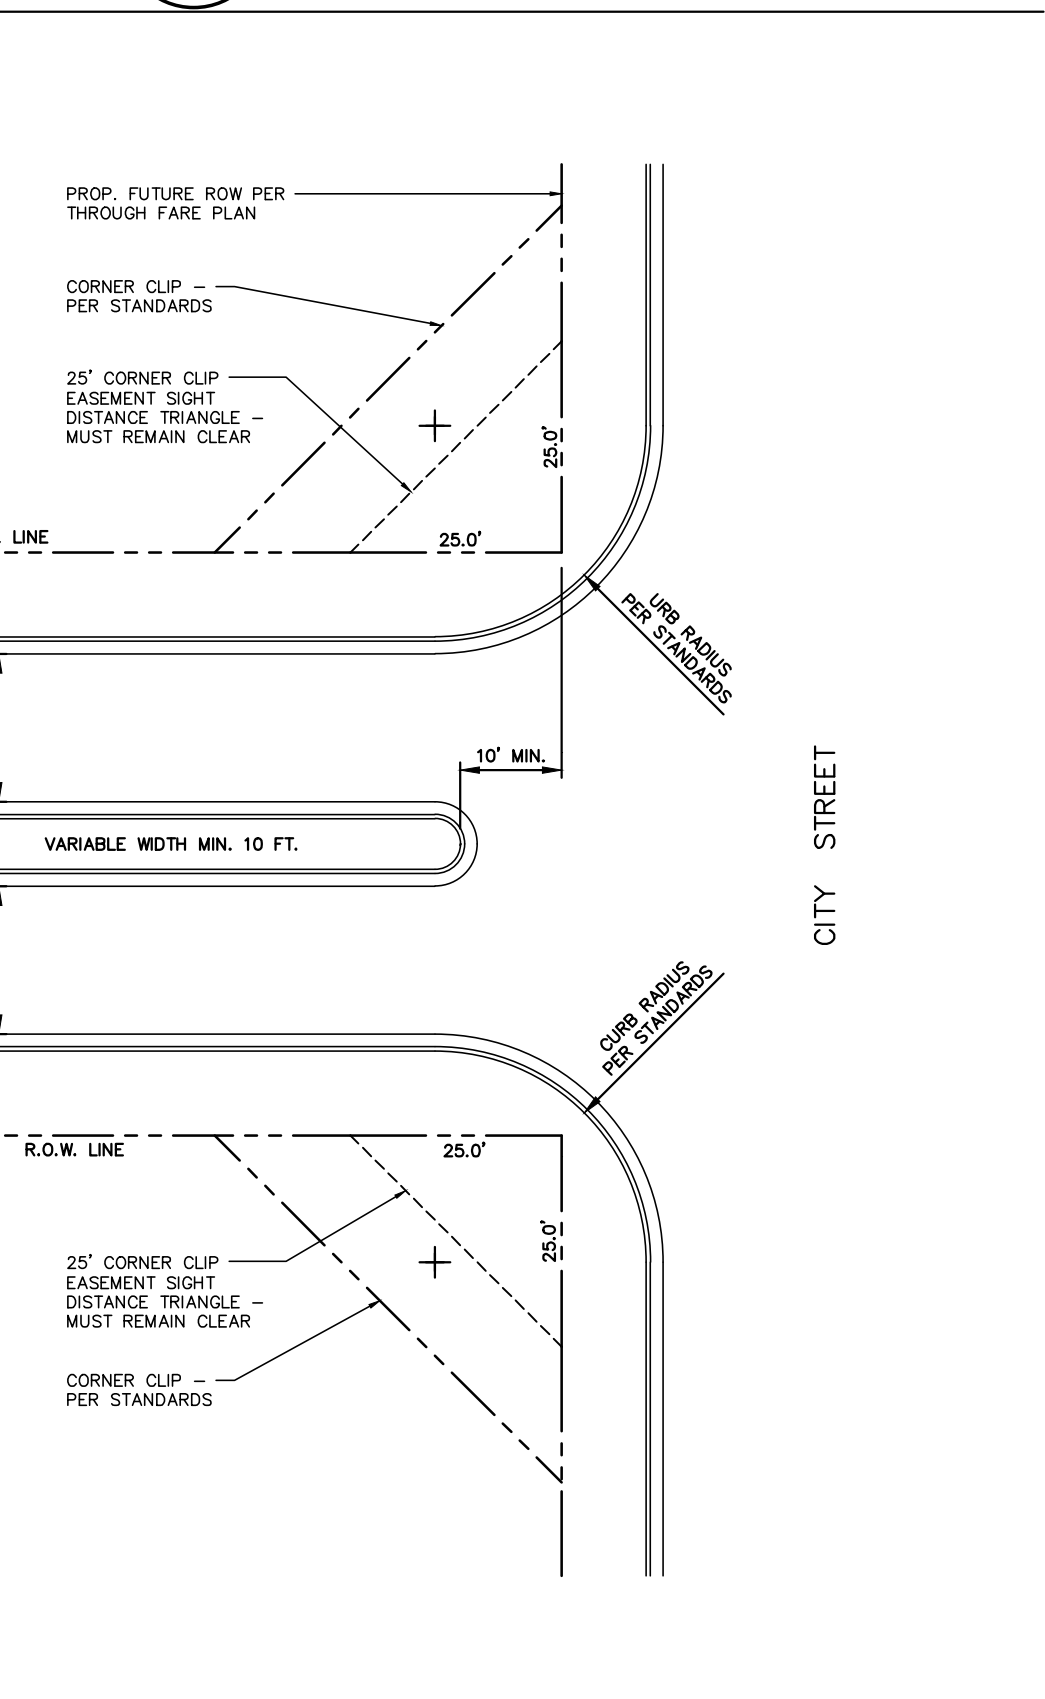 PROP. FUTURE ROW PER
THROUGH FARE PLAN
CORNER CLIP –
PER STANDARDS
25' CORNER CLIP
EASEMENT SIGHT
DISTANCE TRIANGLE –
MUST REMAIN CLEAR
25.0'
. LINE
25.0'
URB RADIUS
PER STANDARDS
10' MIN.
VARIABLE WIDTH MIN. 10 FT.
CITY STREET
CURB RADIUS
PER STANDARDS
R.O.W. LINE
25.0'
25.0'
25' CORNER CLIP
EASEMENT SIGHT
DISTANCE TRIANGLE –
MUST REMAIN CLEAR
CORNER CLIP –
PER STANDARDS